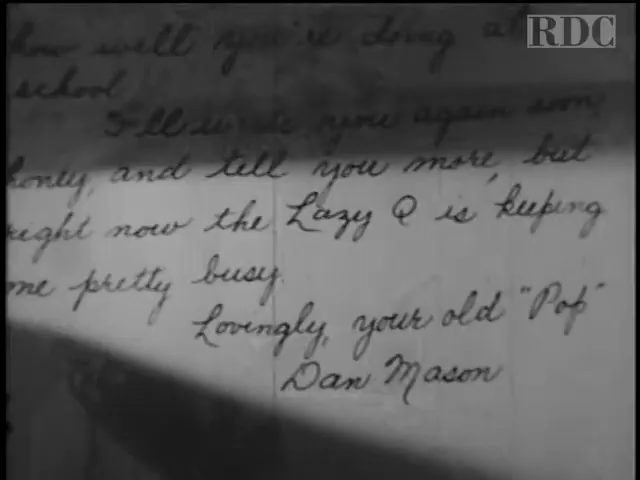 RDC
how well you're doing at
school
I'll write you again soon,
honey, and tell you more, but
right now the Lazy Q is keeping
me pretty busy.
Lovingly, your old "Pop"
Dan Mason